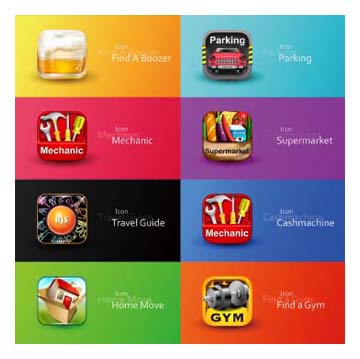 Icon
Find A Boozer
Parking
Icon
Parking
Mechanic
Icon
Mechanic
Supermarket
Icon
Supermarket
Icon
Travel Guide
Mechanic
Icon
Cashmachine
Icon
Home Move
GYM
Icon
Find a Gym